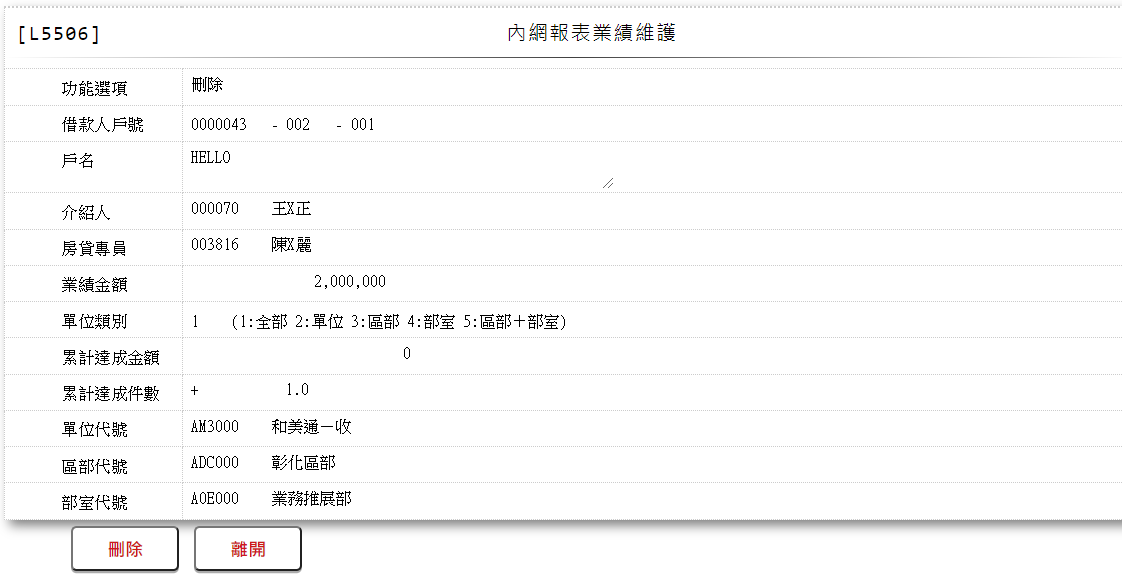 [L5506] 內網報表業績維護
功能選項 刪除
借款人戶號 0000043 - 002 - 001
戶名 HELLO
介紹人 000070 王X正
房貸專員 003816 陳X麗
業績金額 2,000,000
單位類別 1 (1:全部 2:單位 3:區部 4:部室 5:區部＋部室)
累計達成金額 0
累計達成件數 + 1.0
單位代號 AM3000 和美通一收
區部代號 ADC000 彰化區部
部室代號 A0E000 業務推展部
刪除 離開